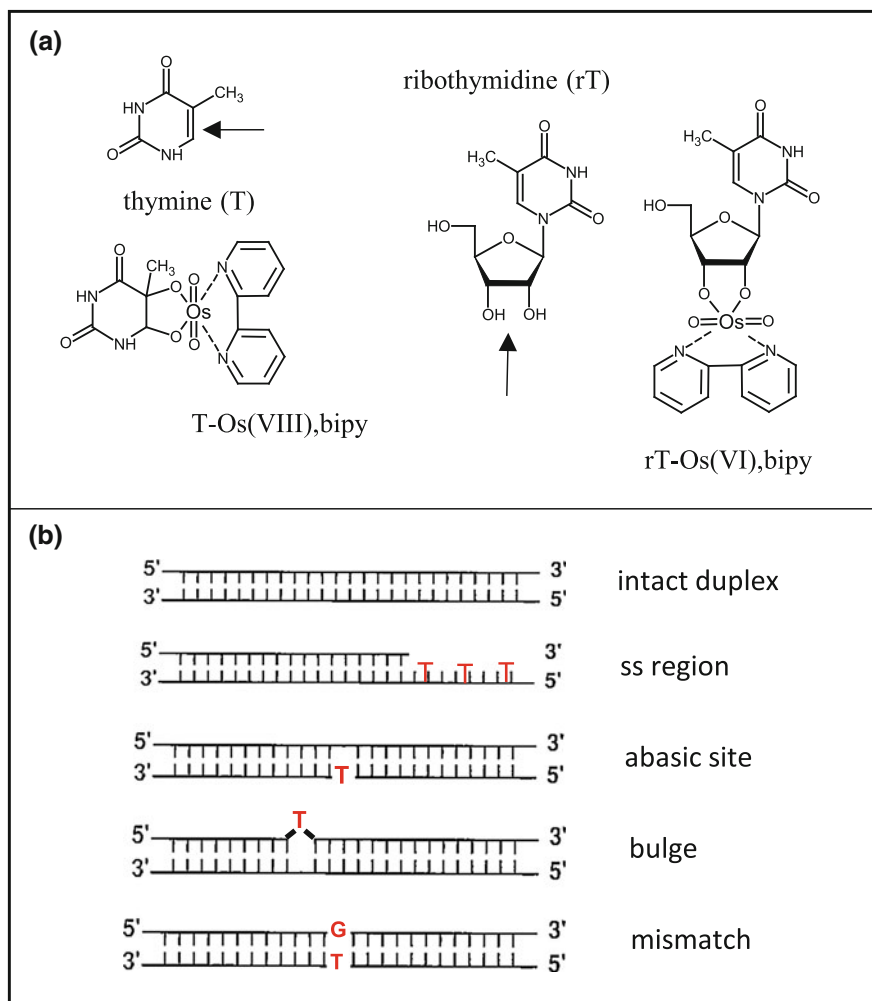 (a)
ribothymidine (rT)
O
CH₃
HN
O
NH
thymine (T)
O
CH₃
H₃C
NH
HO
O
N
O
OH OH
O
H₃C
NH
HO
O
N
O
O
O
O=Os=O
N
N
O
CH₃
HN
O
NH
O
O
O
Os
O
N
N
T-Os(VIII),bipy
rT-Os(VI),bipy
(b)
5' 3'
3' 5'
intact duplex
5' 3'
T T T
3' 5'
ss region
5' 3'
T
3' 5'
abasic site
T
5' 3'
3' 5'
bulge
5' G 3'
3' T 5'
mismatch